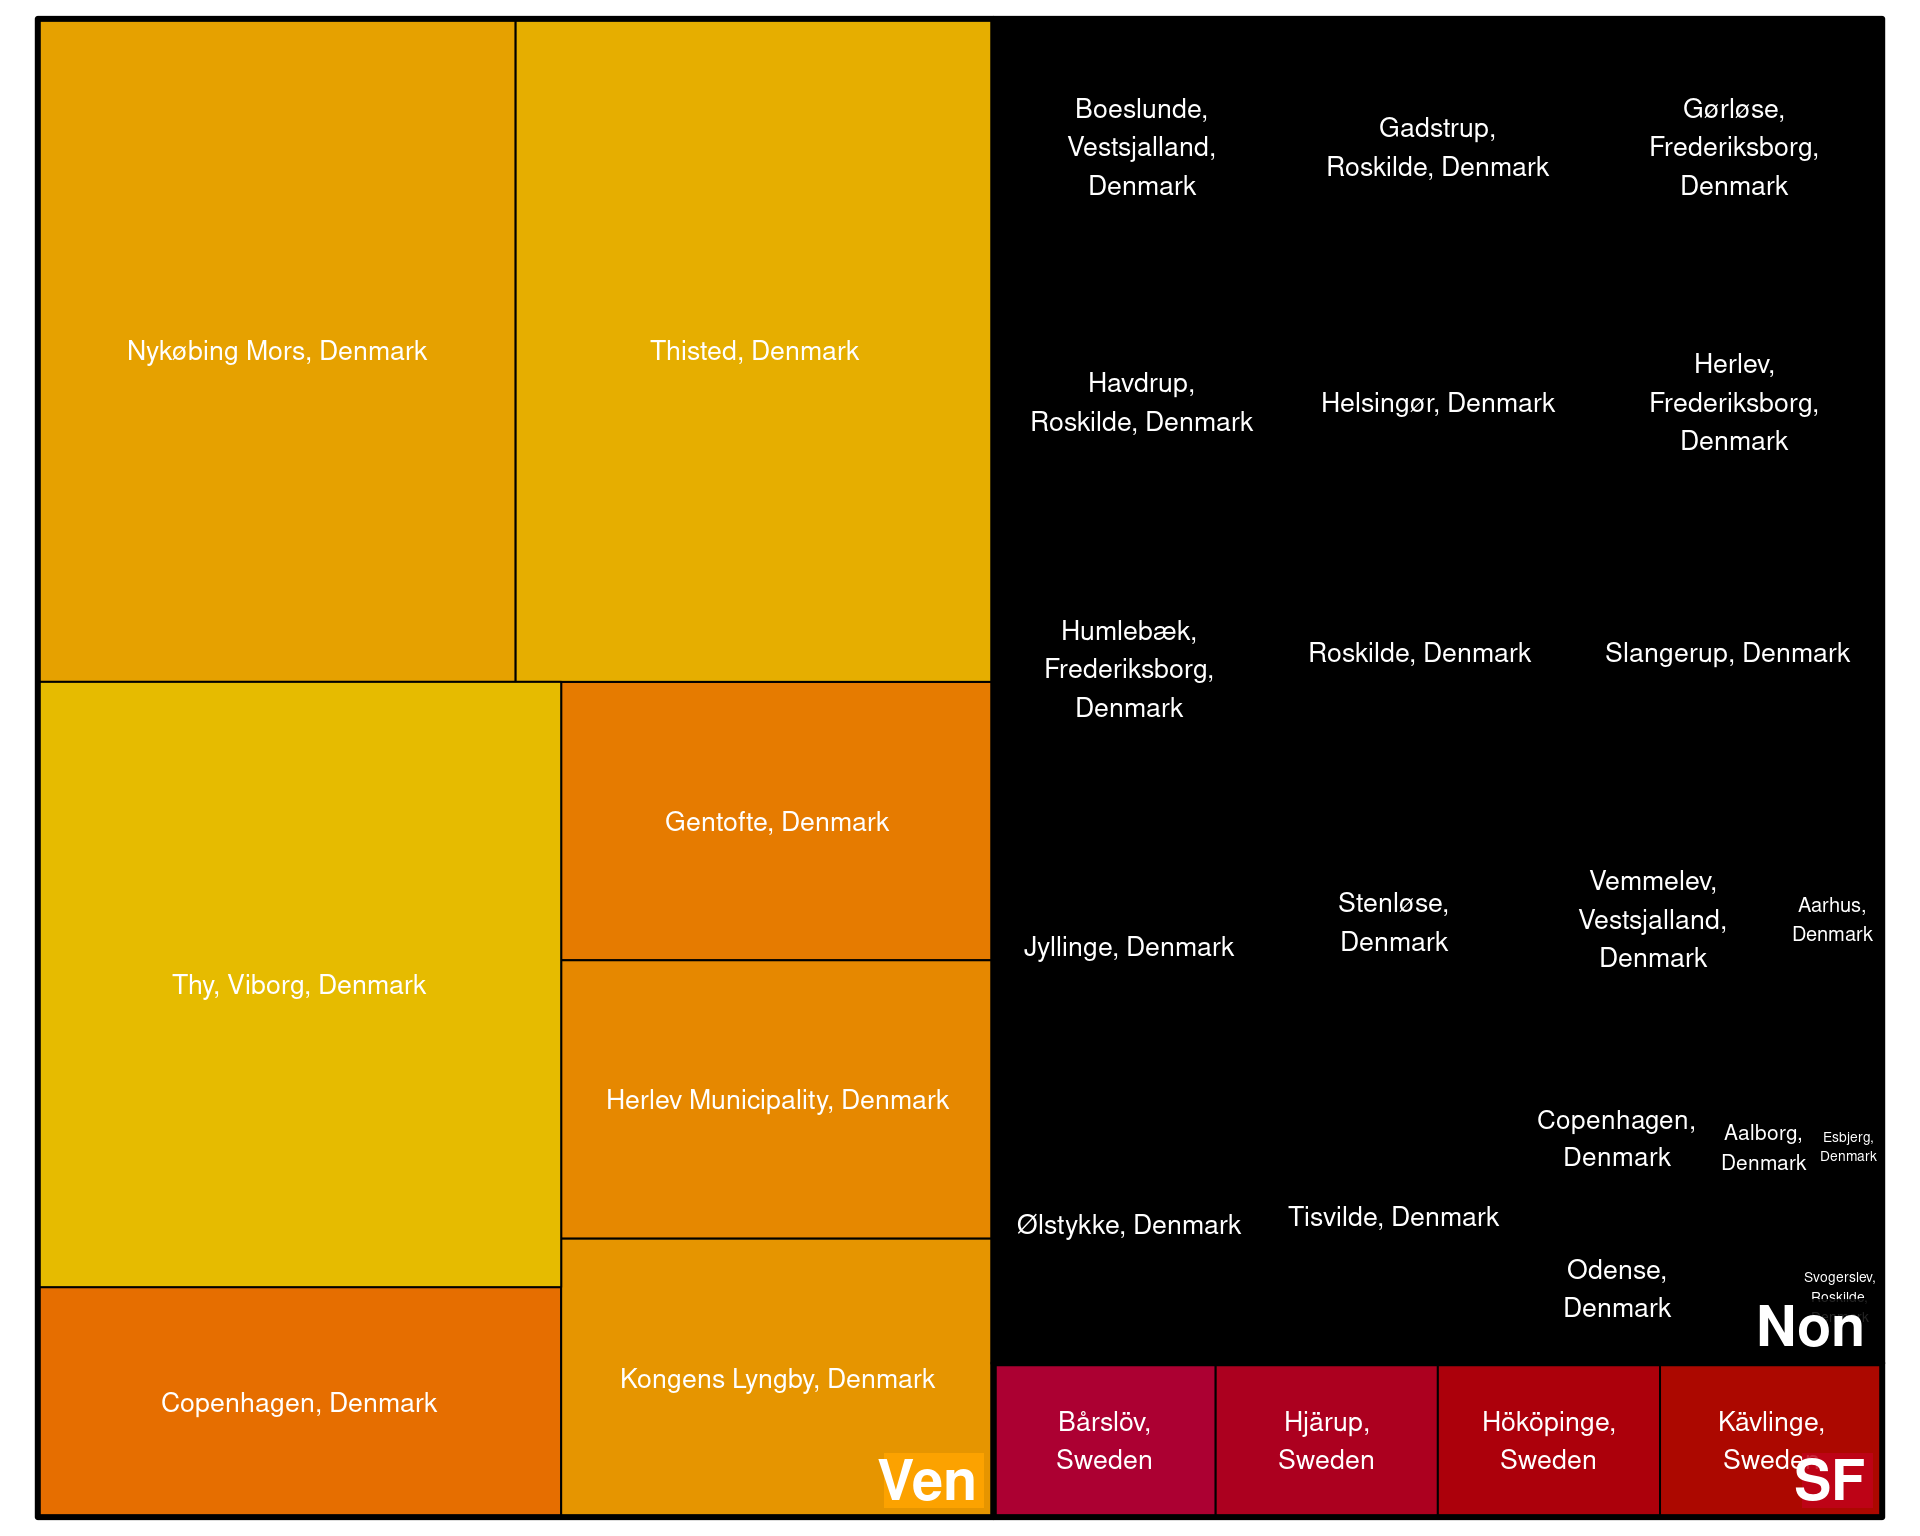 Nykøbing Mors, Denmark
Thisted, Denmark
Thy, Viborg, Denmark
Gentofte, Denmark
Herlev Municipality, Denmark
Copenhagen, Denmark
Kongens Lyngby, Denmark
Ven
Boeslunde,
Vestsjalland,
Denmark
Gadstrup,
Roskilde, Denmark
Gørløse,
Frederiksborg,
Denmark
Havdrup,
Roskilde, Denmark
Helsingør, Denmark
Herlev,
Frederiksborg,
Denmark
Humlebæk,
Frederiksborg,
Denmark
Roskilde, Denmark
Slangerup, Denmark
Jyllinge, Denmark
Stenløse,
Denmark
Vemmelev,
Vestsjalland,
Denmark
Aarhus,
Denmark
Ølstykke, Denmark
Tisvilde, Denmark
Copenhagen,
Denmark
Aalborg,
Denmark
Esbjerg,
Denmark
Odense,
Denmark
Svogerslev,
Roskilde,
Non
Bårslöv,
Sweden
Hjärup,
Sweden
Hököpinge,
Sweden
Kävlinge,
Sweden
SF